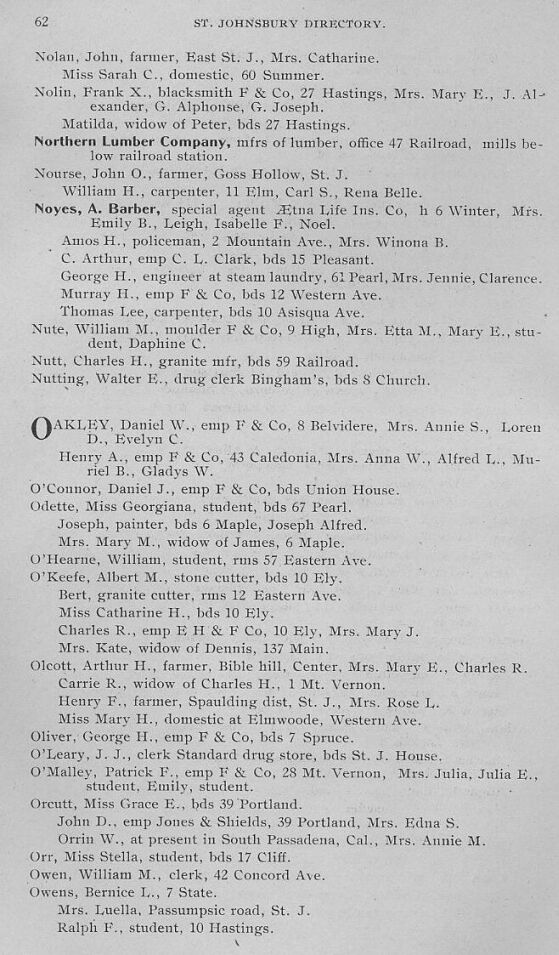 62 ST. JOHNSBURY DIRECTORY.
Nolan, John, farmer, East St. J., Mrs. Catharine.
Miss Sarah C., domestic, 60 Summer.
Nolin, Frank X., blacksmith F & Co, 27 Hastings, Mrs. Mary E., J. Al-
exander, G. Alphonse, G. Joseph.
Matilda, widow of Peter, bds 27 Hastings.
Northern Lumber Company, mfrs of lumber, office 47 Railroad, mills be-
low railroad station.
Nourse, John O., farmer, Goss Hollow, St. J.
William H., carpenter, 11 Elm, Carl S., Rena Belle.
Noyes, A. Barber, special agent Ætna Life Ins. Co, h 6 Winter, Mrs.
Emily B., Leigh, Isabelle F., Noel.
Amos H., policeman, 2 Mountain Ave., Mrs. Winona B.
C. Arthur, emp C. L. Clark, bds 15 Pleasant.
George H., engineer at steam laundry, 61 Pearl, Mrs. Jennie, Clarence.
Murray H., emp F & Co, bds 12 Western Ave.
Thomas Lee, carpenter, bds 10 Asisqua Ave.
Nute, William M., moulder F & Co, 9 High, Mrs. Etta M., Mary E., stu-
dent, Daphine C.
Nutt, Charles H., granite mfr, bds 59 Railroad.
Nutting, Walter E., drug clerk Bingham's, bds 8 Church.
OAKLEY, Daniel W., emp F & Co, 8 Belvidere, Mrs. Annie S., Loren
D., Evelyn C.
Henry A., emp F & Co, 43 Caledonia, Mrs. Anna W., Alfred L., Mu-
riel B., Gladys W.
O'Connor, Daniel J., emp F & Co, bds Union House.
Odette, Miss Georgiana, student, bds 67 Pearl.
Joseph, painter, bds 6 Maple, Joseph Alfred.
Mrs. Mary M., widow of James, 6 Maple.
O'Hearne, William, student, rms 57 Eastern Ave.
O'Keefe, Albert M., stone cutter, bds 10 Ely.
Bert, granite cutter, rms 12 Eastern Ave.
Miss Catharine H., bds 10 Ely.
Charles R., emp E H & F Co, 10 Ely, Mrs. Mary J.
Mrs. Kate, widow of Dennis, 137 Main.
Olcott, Arthur H., farmer, Bible hill, Center, Mrs. Mary E., Charles R.
Carrie R., widow of Charles H., 1 Mt. Vernon.
Henry F., farmer, Spaulding dist, St. J., Mrs. Rose L.
Miss Mary H., domestic at Elmwoode, Western Ave.
Oliver, George H., emp F & Co, bds 7 Spruce.
O'Leary, J. J., clerk Standard drug store, bds St. J. House.
O'Malley, Patrick F., emp F & Co, 28 Mt. Vernon, Mrs. Julia, Julia E.,
student, Emily, student.
Orcutt, Miss Grace E., bds 39 Portland.
John D., emp Jones & Shields, 39 Portland, Mrs. Edna S.
Orrin W., at present in South Passadena, Cal., Mrs. Annie M.
Orr, Miss Stella, student, bds 17 Cliff.
Owen, William M., clerk, 42 Concord Ave.
Owens, Bernice L., 7 State.
Mrs. Luella, Passumpsic road, St. J.
Ralph F., student, 10 Hastings.